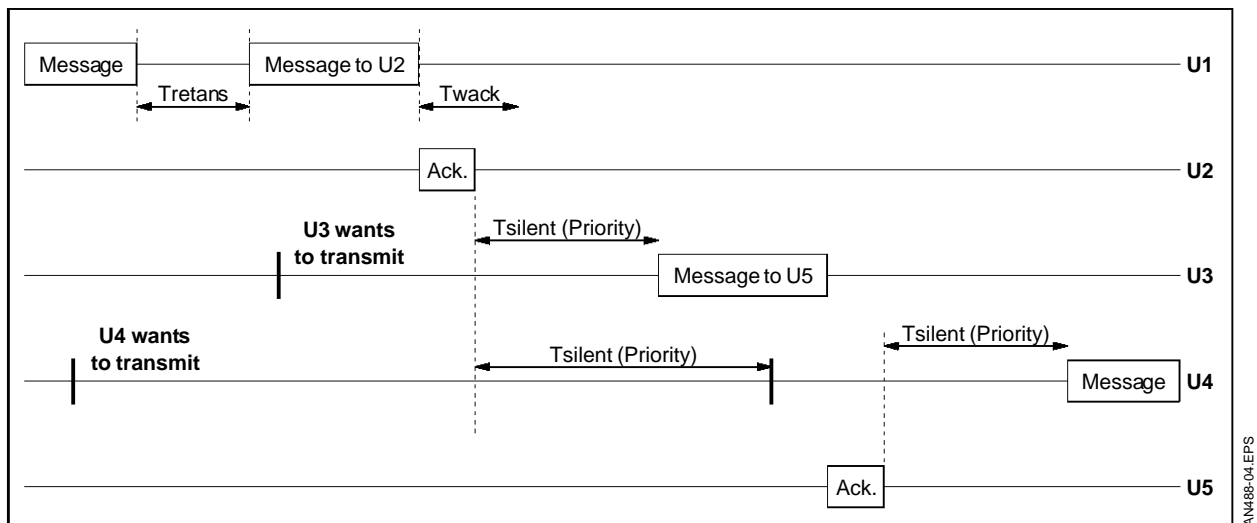 Message
Message to U2
U1
Tretans
Twack
Ack.
U2
U3 wants
to transmit
Tsilent (Priority)
Message to U5
U3
U4 wants
to transmit
Tsilent (Priority)
Tsilent (Priority)
Message
U4
Ack.
U5
AN488-04.EPS